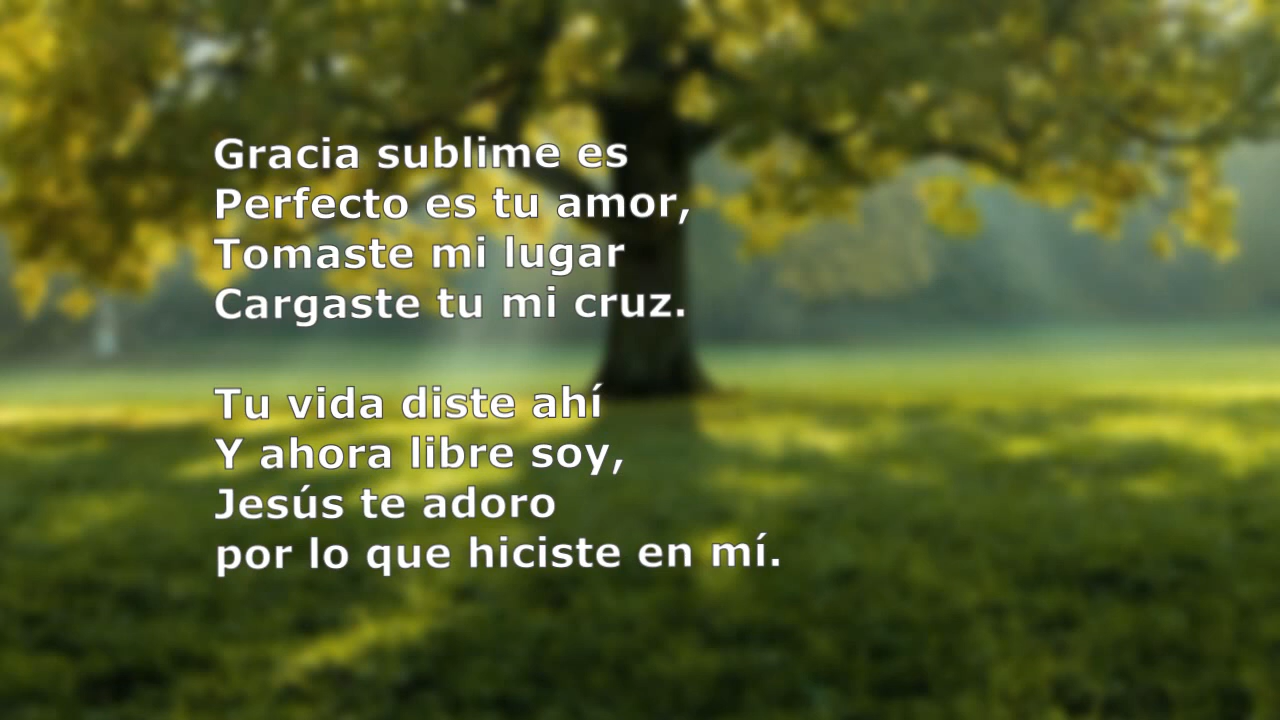 Gracia sublime es
Perfecto es tu amor,
Tomaste mi lugar
Cargaste tu mi cruz.

Tu vida diste ahí
Y ahora libre soy,
Jesús te adoro
por lo que hiciste en mí.